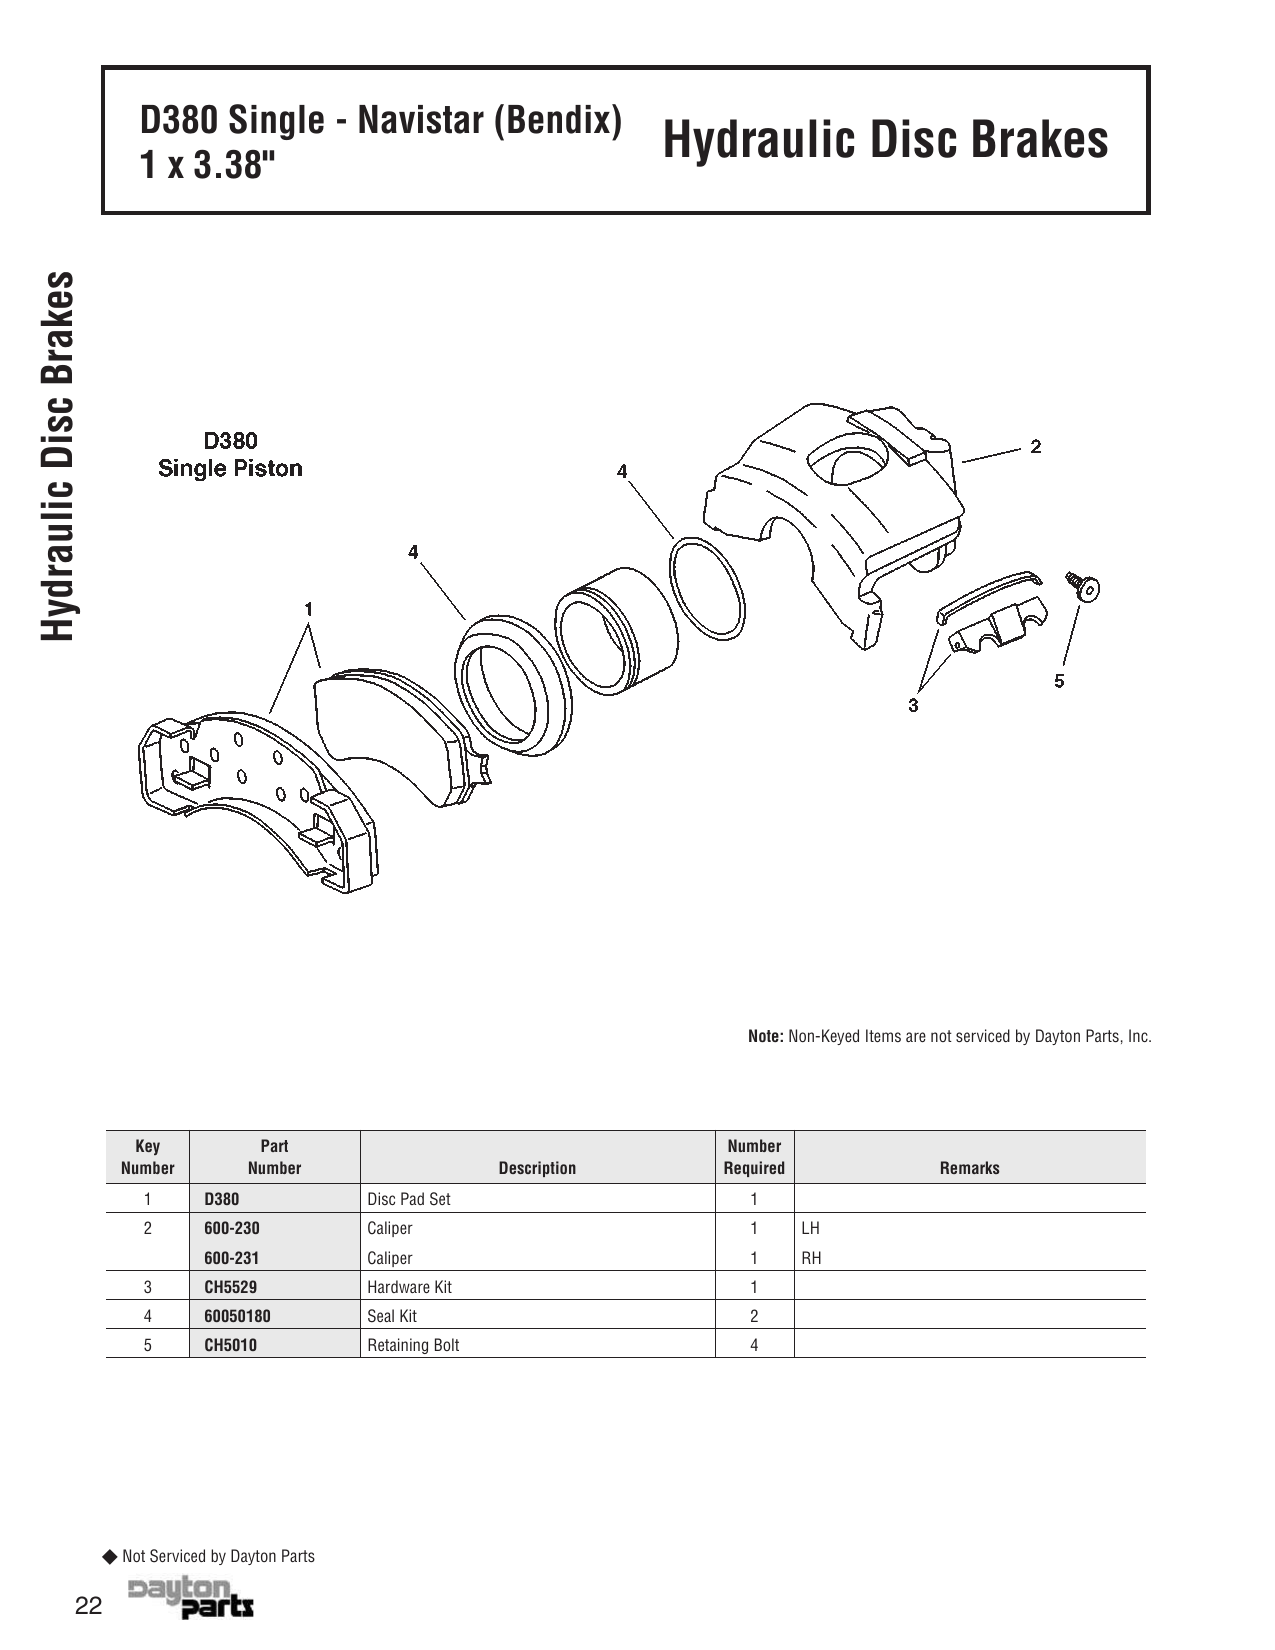 D380 Single - Navistar (Bendix)
1 x 3.38"
Hydraulic Disc Brakes
Hydraulic Disc Brakes
D380
Single Piston
2
4
4
1
5
3
Note: Non-Keyed Items are not serviced by Dayton Parts, Inc.
Key Number Part Number Description Number Required Remarks
1 D380 Disc Pad Set 1
2 600-230 Caliper 1 LH
600-231 Caliper 1 RH
3 CH5529 Hardware Kit 1
4 60050180 Seal Kit 2
5 CH5010 Retaining Bolt 4
◆ Not Serviced by Dayton Parts
22
Dayton
parts